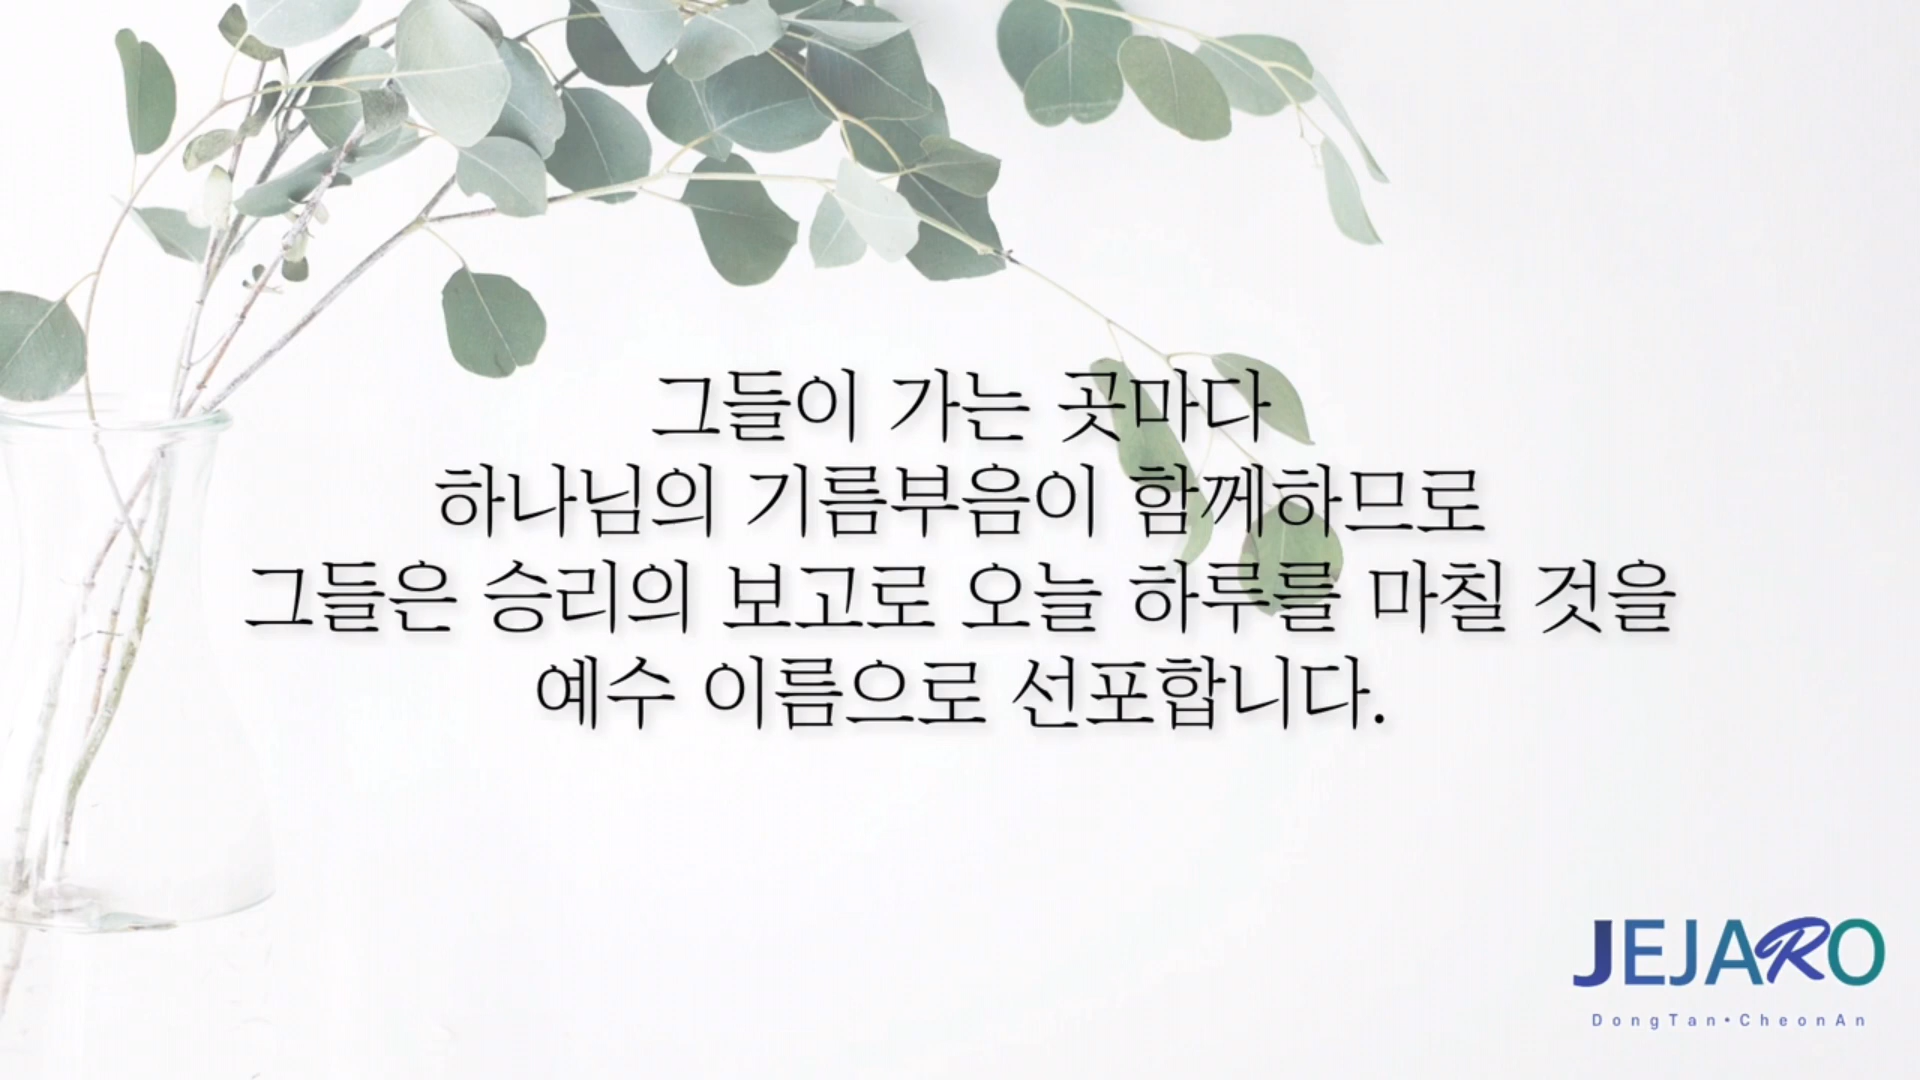 그들이 가는 곳마다
하나님의 기름부음이 함께하므로
그들은 승리의 보고로 오늘 하루를 마칠 것을
예수 이름으로 선포합니다.
JEJARO
DongTan•CheonAn